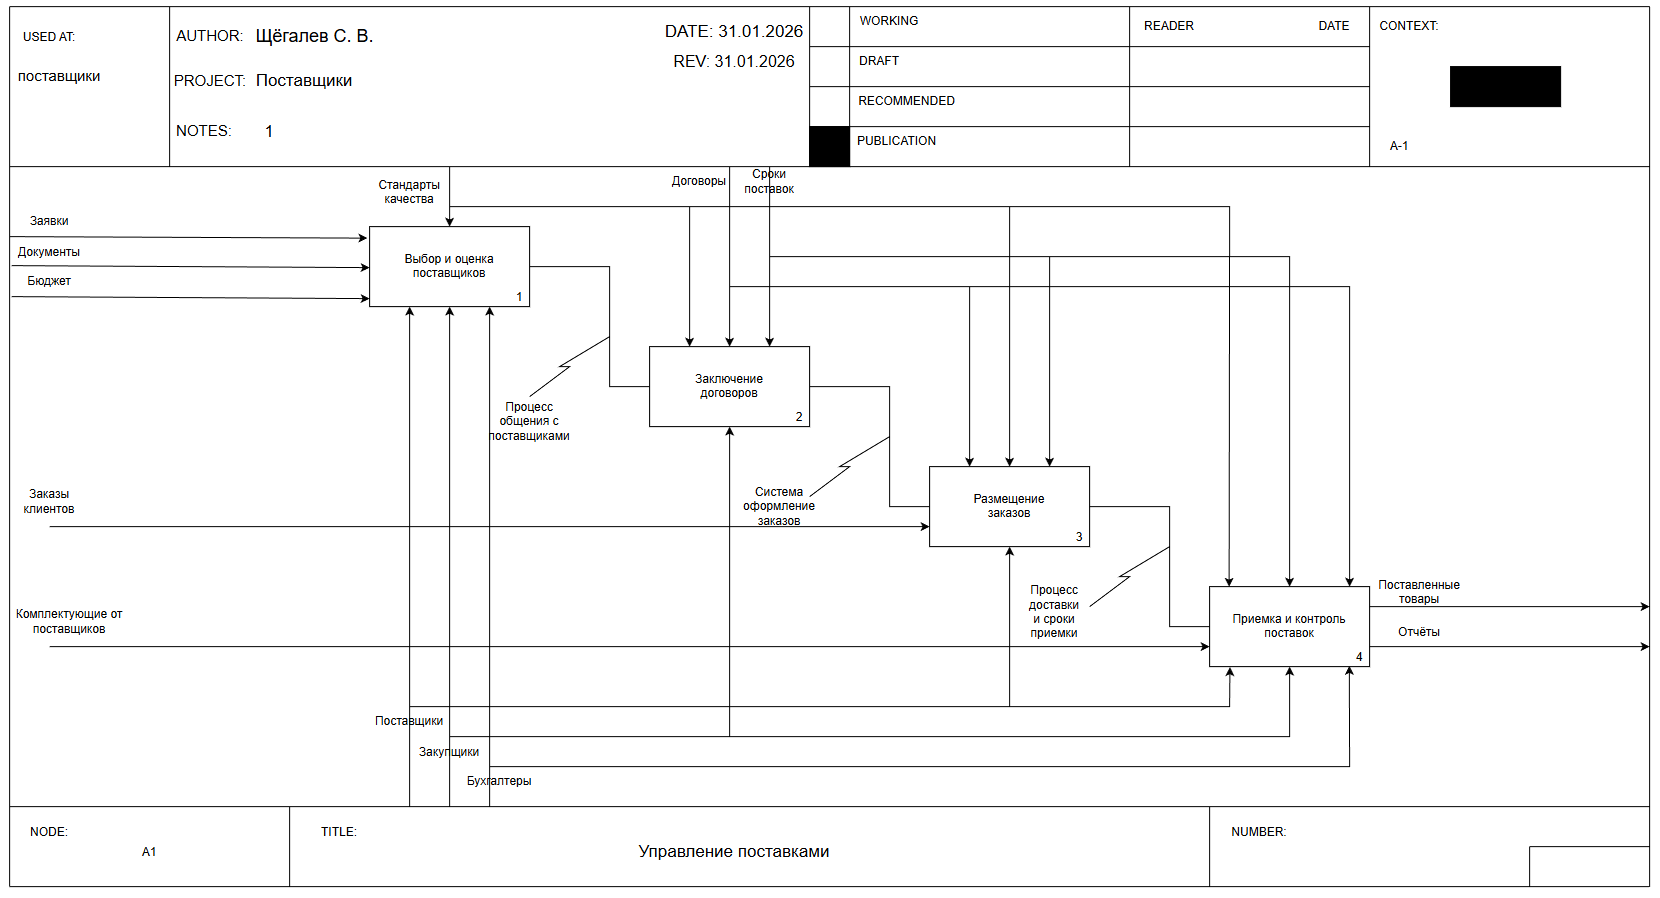 USED AT:
поставщики
AUTHOR: Щёгалев С. В.
PROJECT: Поставщики
NOTES: 1
DATE: 31.01.2026
REV: 31.01.2026
WORKING
DRAFT
RECOMMENDED
PUBLICATION
READER DATE
CONTEXT:
A-1
Стандарты
качества
Договоры
Сроки
поставок
Заявки
Документы
Бюджет
Выбор и оценка
поставщиков
1
Заключение
договоров
2
Процесс
общения с
поставщиками
Заказы
клиентов
Система
оформление
заказов
Размещение
заказов
3
Комплектующие от
поставщиков
Процесс
доставки
и сроки
приемки
Приемка и контроль
поставок
4
Поставленные
товары
Отчёты
Поставщики
Закупщики
Бухгалтеры
NODE:
A1
TITLE:
Управление поставками
NUMBER: